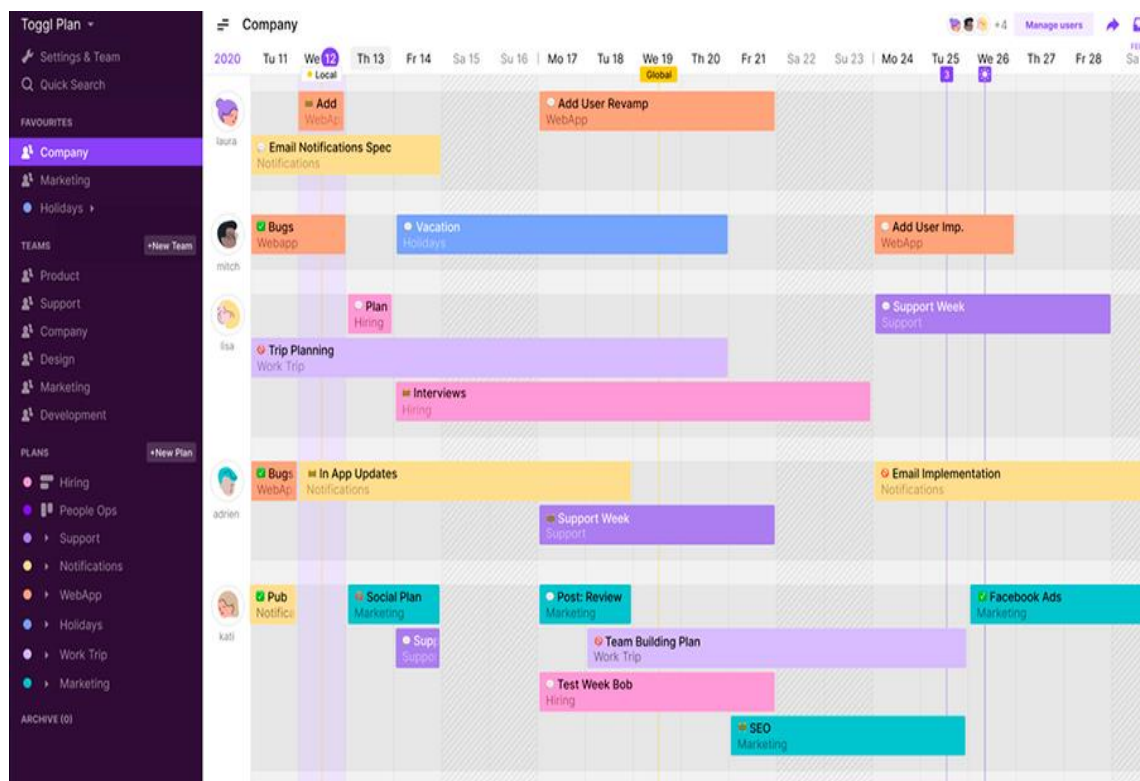 Toggl Plan
Settings & Team
Quick Search
FAVOURITES
Company
Marketing
Holidays
TEAMS +New Team
Product
Support
Company
Design
Marketing
Development
PLANS +New Plan
Hiring
People Ops
Support
Notifications
WebApp
Holidays
Work Trip
Marketing
ARCHIVE (0)
Company +4 Manage users
2020 Tu 11 We 12 Th 13 Fr 14 Sa 15 Su 16 Mo 17 Tu 18 We 19 Th 20 Fr 21 Sa 22 Su 23 Mo 24 Tu 25 We 26 Th 27 Fr 28 Sa
Local Global 3
laura
Add
WebAp
Add User Revamp
WebApp
Email Notifications Spec
Notifications
mitch
Bugs
Webapp
Vacation
Holidays
Add User Imp.
WebApp
lisa
Plan
Hiring
Support Week
Support
Trip Planning
Work Trip
Interviews
Hiring
adrien
Bugs
WebAp
In App Updates
Notifications
Email Implementation
Notifications
Support Week
Support
kati
Pub
Notifica
Social Plan
Marketing
Post: Review
Marketing
Facebook Ads
Marketing
Supp
Suppor
Team Building Plan
Work Trip
Test Week Bob
Hiring
SEO
Marketing